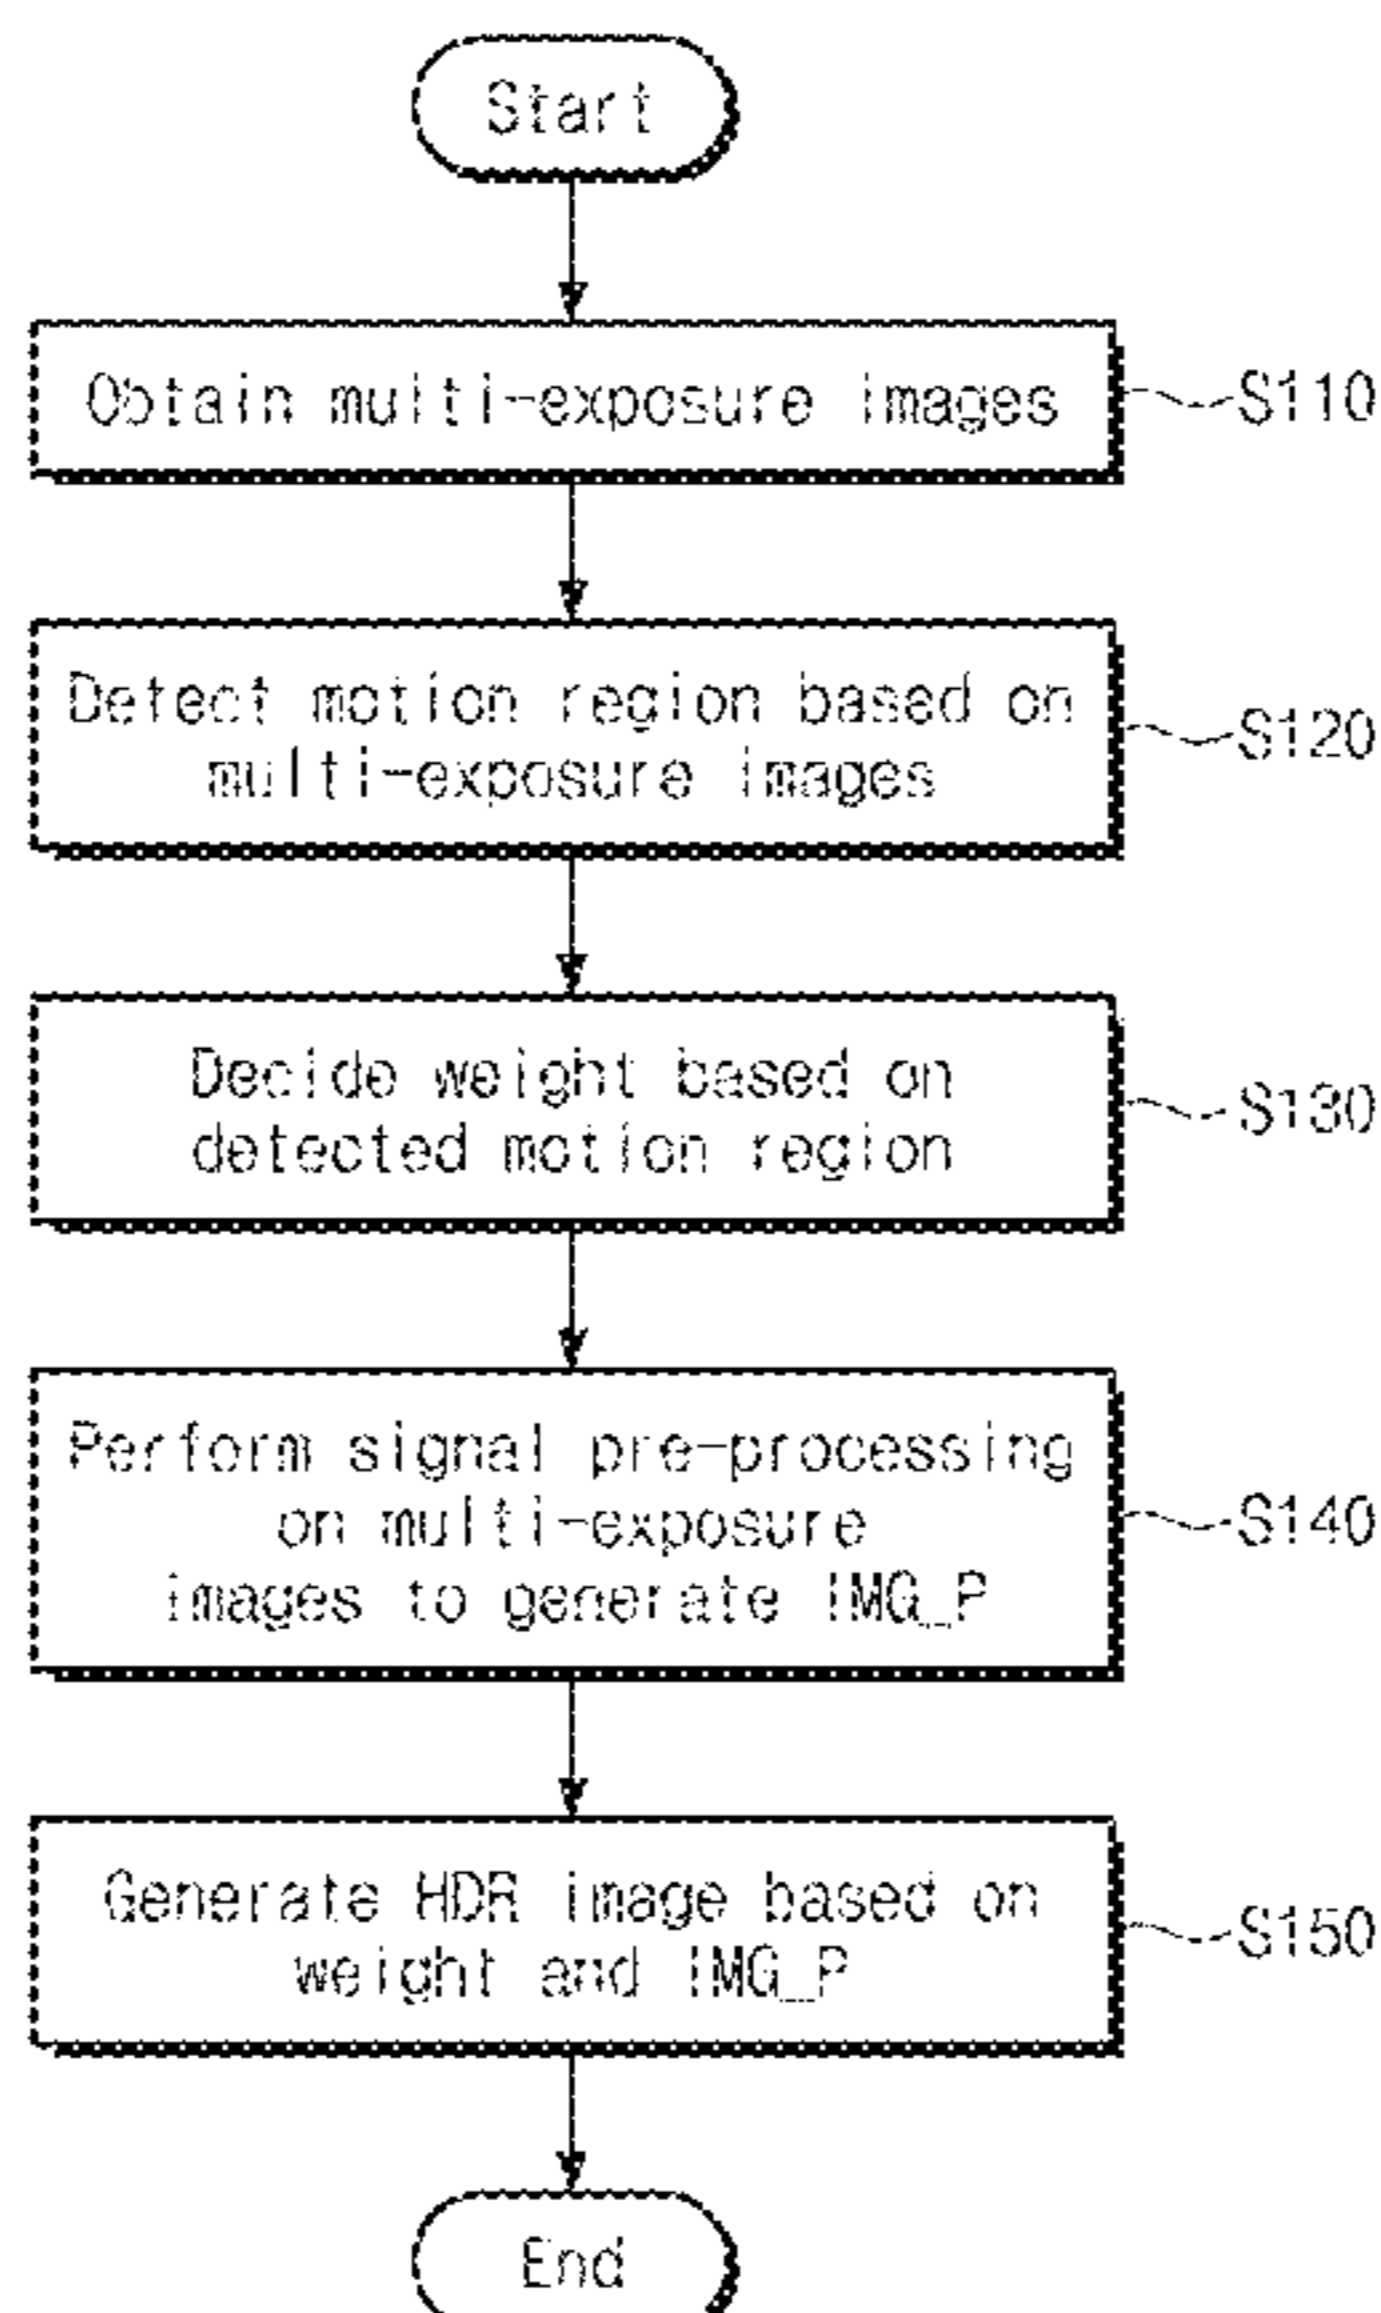 Start
Obtain multi-exposure images
S110
Detect motion region based on
multi-exposure images
S120
Decide weight based on
detected motion region
S130
Perform signal pre-processing
on multi-exposure
images to generate IMG_P
S140
Generate HDR image based on
weight and IMG_P
S150
End